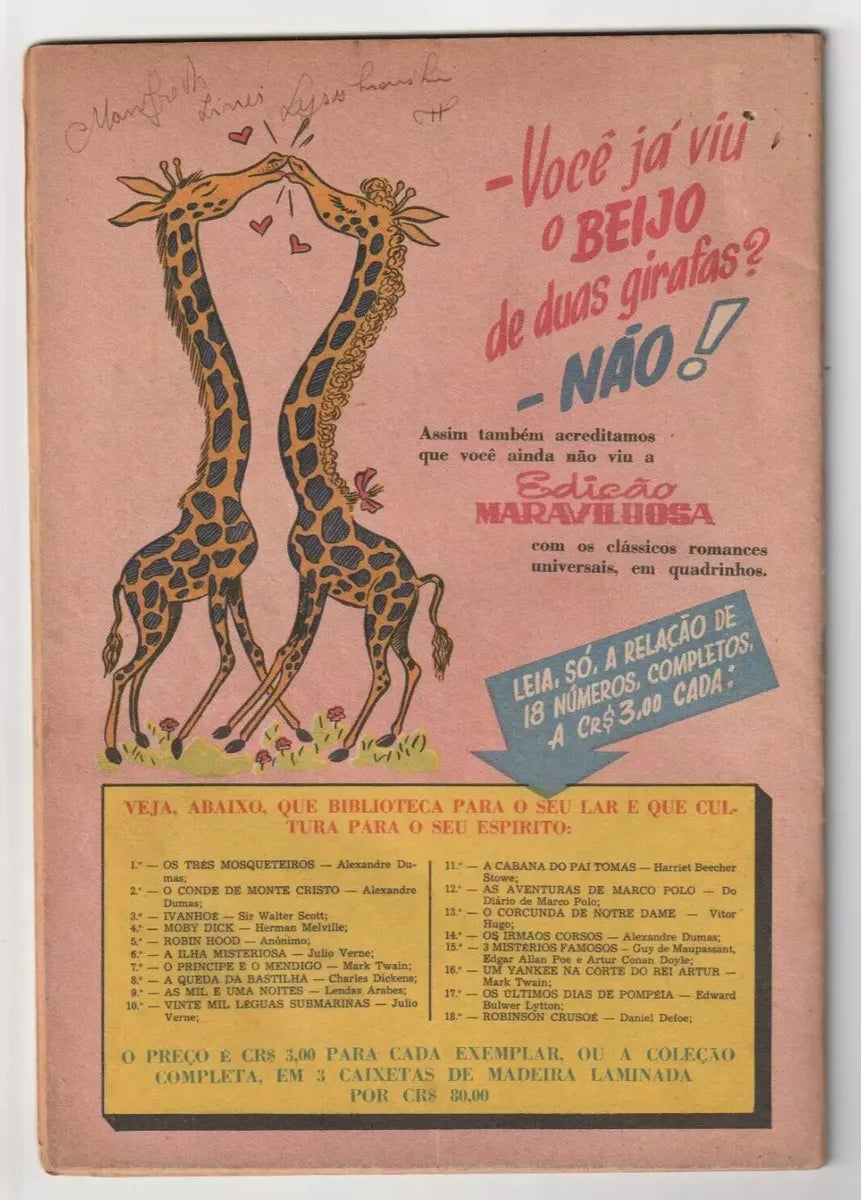 - Você já viu
o BEIJO
de duas girafas?
- NÃO!
Assim também acreditamos
que você ainda não viu a
Edição
MARAVILHOSA
com os clássicos romances
universais, em quadrinhos.
LEIA, SÓ, A RELAÇÃO DE
18 NÚMEROS, COMPLETOS,
A CR$ 3,00 CADA:
VEJA, ABAIXO, QUE BIBLIOTECA PARA O SEU LAR E QUE CUL-
TURA PARA O SEU ESPIRITO:
1.º — OS TRÊS MOSQUETEIROS — Alexandre Du-
mas;
2.º — O CONDE DE MONTE CRISTO — Alexandre
Dumas;
3.º — IVANHOÉ — Sir Walter Scott;
4.º — MOBY DICK — Herman Melville;
5.º — ROBIN HOOD — Anônimo;
6.º — A ILHA MISTERIOSA — Julio Verne;
7.º — O PRINCIPE E O MENDIGO — Mark Twain;
8.º — A QUEDA DA BASTILHA — Charles Dickens;
9.º — AS MIL E UMA NOITES — Lendas Árabes;
10.º — VINTE MIL LÉGUAS SUBMARINAS — Julio
Verne;
11.º — A CABANA DO PAI TOMÁS — Harriet Beecher
Stowe;
12.º — AS AVENTURAS DE MARCO POLO — Do
Diário de Marco Polo;
13.º — O CORCUNDA DE NOTRE DAME — Vitor
Hugo;
14.º — OS IRMÃOS CORSOS — Alexandre Dumas;
15.º — 3 MISTÉRIOS FAMOSOS — Guy de Maupassant,
Edgar Allan Poe e Artur Conan Doyle;
16.º — UM YANKEE NA CÔRTE DO REI ARTUR —
Mark Twain;
17.º — OS ÚLTIMOS DIAS DE POMPÉIA — Edward
Bulwer Lytton;
18.º — ROBINSON CRUSOÉ — Daniel Defoe;
O PREÇO É CR$ 3,00 PARA CADA EXEMPLAR, OU A COLEÇÃO
COMPLETA, EM 3 CAIXETAS DE MADEIRA LAMINADA
POR CR$ 80,00